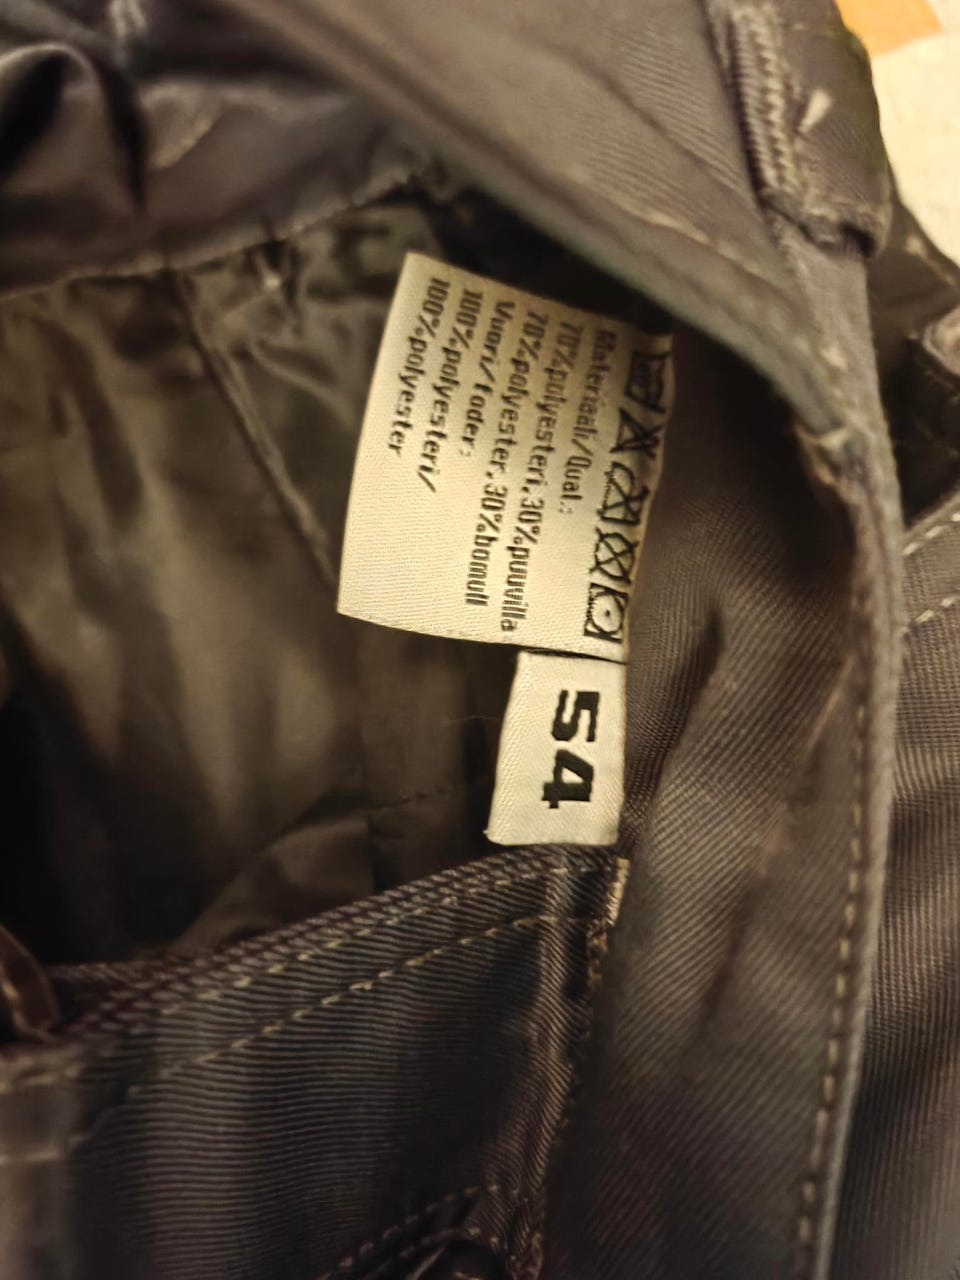 Materiaali/Qual.:
70%polyesteri,30%puuvilla
70%polyester,30%bomull
Vuori/foder:
100%polyesteri/
100%polyester
54